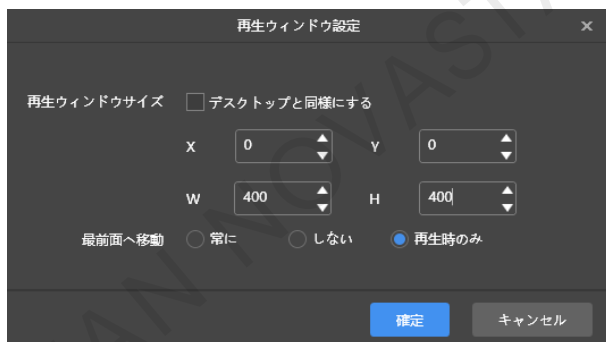 再生ウィンドウ設定
再生ウィンドウサイズ デスクトップと同様にする
X 0 Y 0
W 400 H 400
最前面へ移動 常に しない 再生時のみ
確定 キャンセル